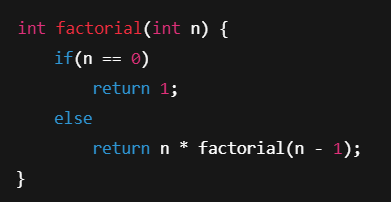 int factorial(int n) {
    if(n == 0)
        return 1;
    else
        return n * factorial(n - 1);
}